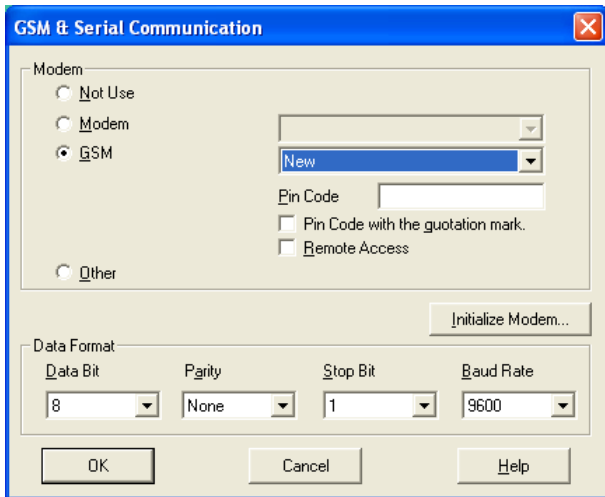 GSM & Serial Communication
Modem
Not Use
Modem
GSM
New
Pin Code
Pin Code with the guotation mark.
Remote Access
Other
Initialize Modem...
Data Format
Data Bit Parity Stop Bit Baud Rate
8 None 1 9600
OK Cancel Help